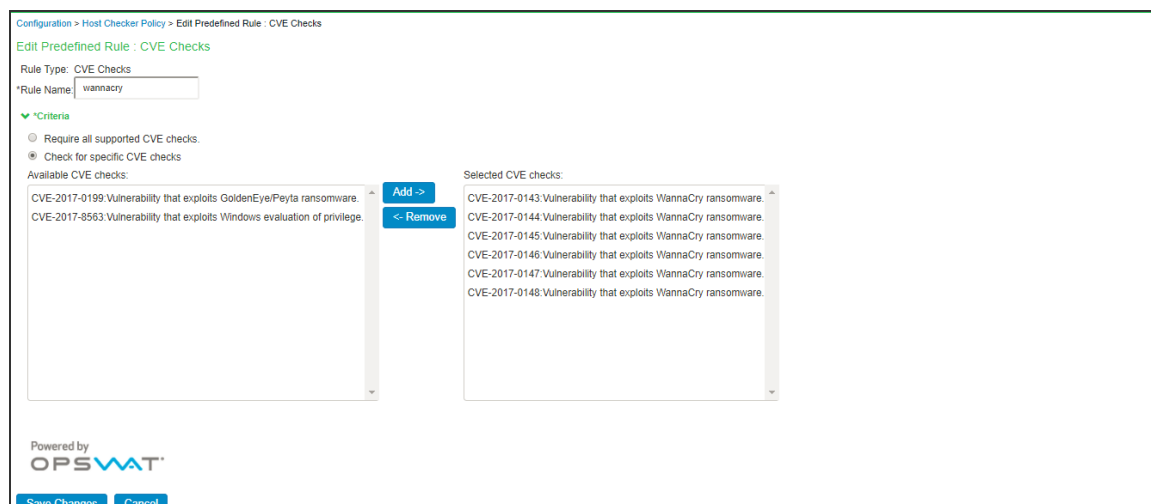 Configuration > Host Checker Policy > Edit Predefined Rule : CVE Checks
Edit Predefined Rule : CVE Checks
Rule Type: CVE Checks
*Rule Name: wannacry
*Criteria
Require all supported CVE checks.
Check for specific CVE checks
Available CVE checks:
CVE-2017-0199:Vulnerability that exploits GoldenEye/Peyta ransomware.
CVE-2017-8563:Vulnerability that exploits Windows evaluation of privilege.
Add ->
<- Remove
Selected CVE checks:
CVE-2017-0143:Vulnerability that exploits WannaCry ransomware.
CVE-2017-0144:Vulnerability that exploits WannaCry ransomware.
CVE-2017-0145:Vulnerability that exploits WannaCry ransomware.
CVE-2017-0146:Vulnerability that exploits WannaCry ransomware.
CVE-2017-0147:Vulnerability that exploits WannaCry ransomware.
CVE-2017-0148:Vulnerability that exploits WannaCry ransomware.
Powered by
OPSWAT
Save Changes Cancel